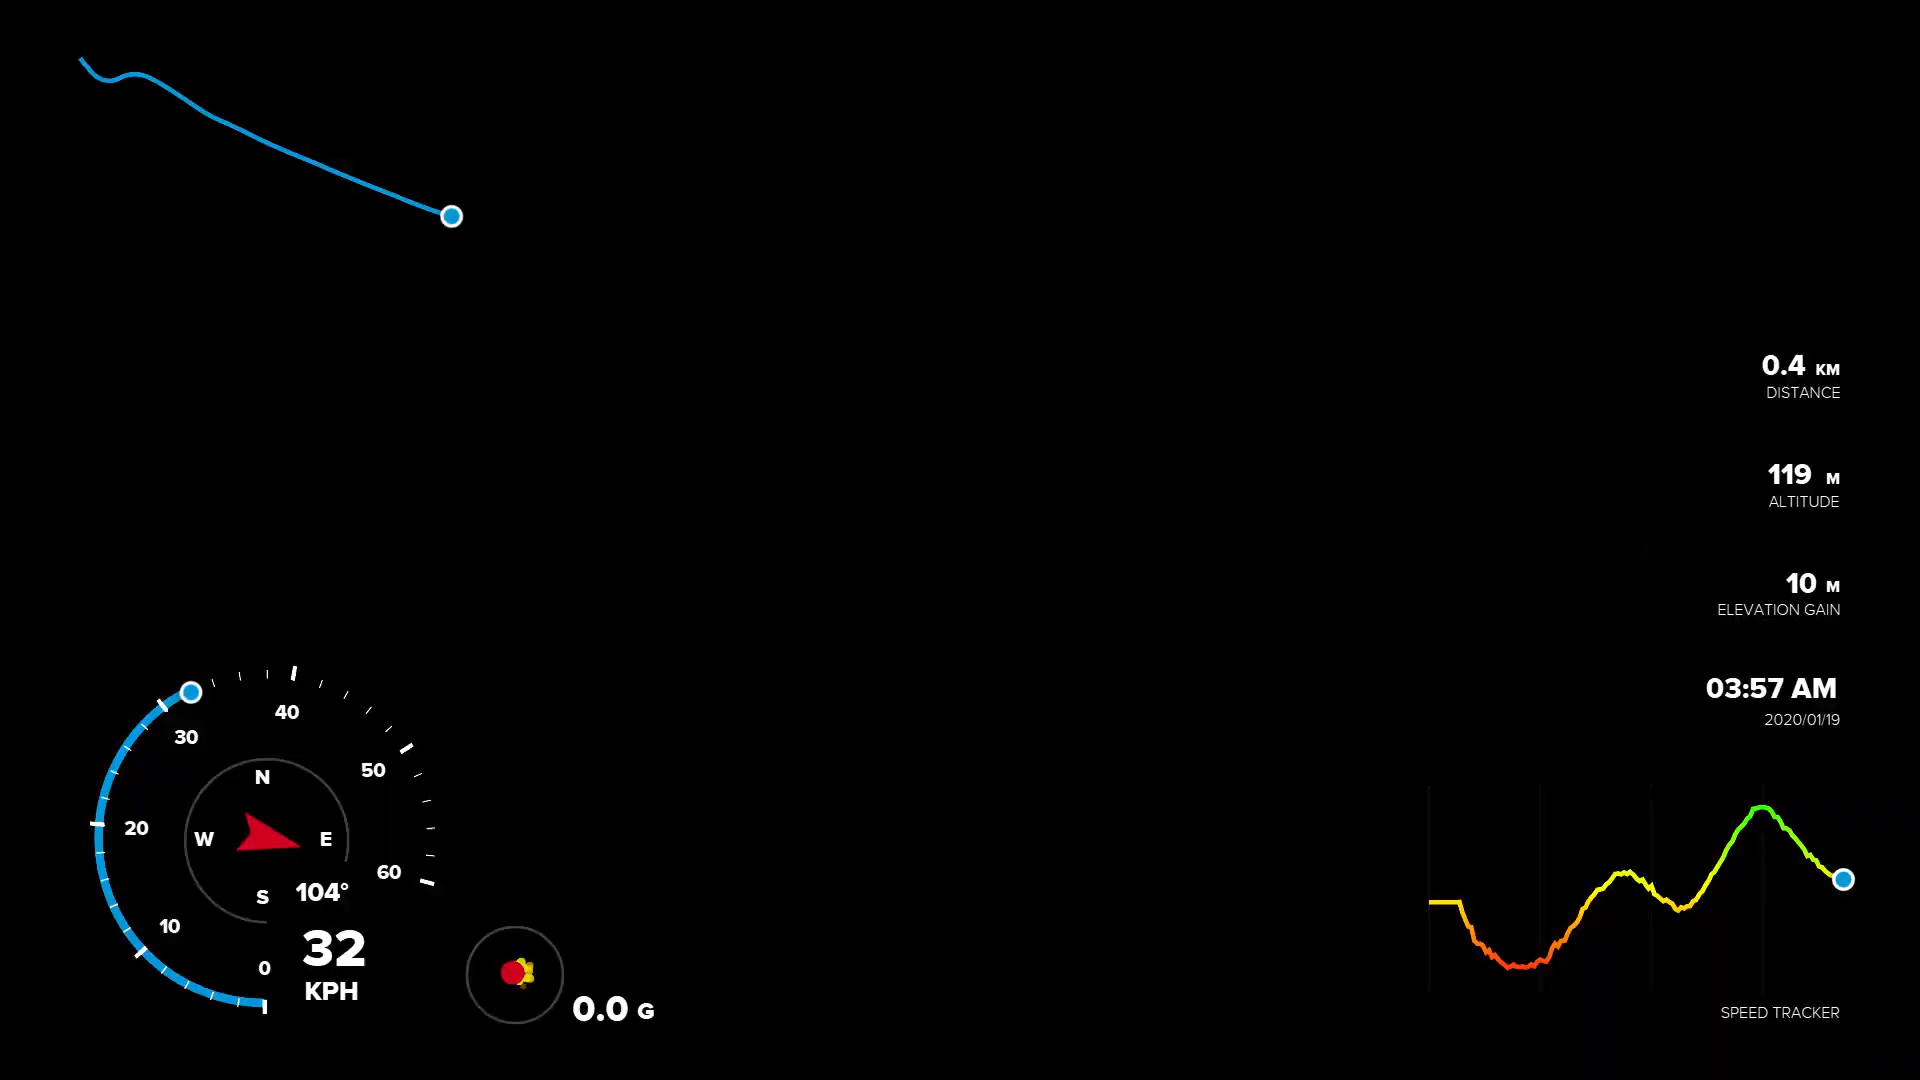 0.4 KM
DISTANCE
119 M
ALTITUDE
10 M
ELEVATION GAIN
03:57 AM
2020/01/19
40
30
50
N
20
W
E
60
S
104°
10
32
0
KPH
0.0 G
SPEED TRACKER